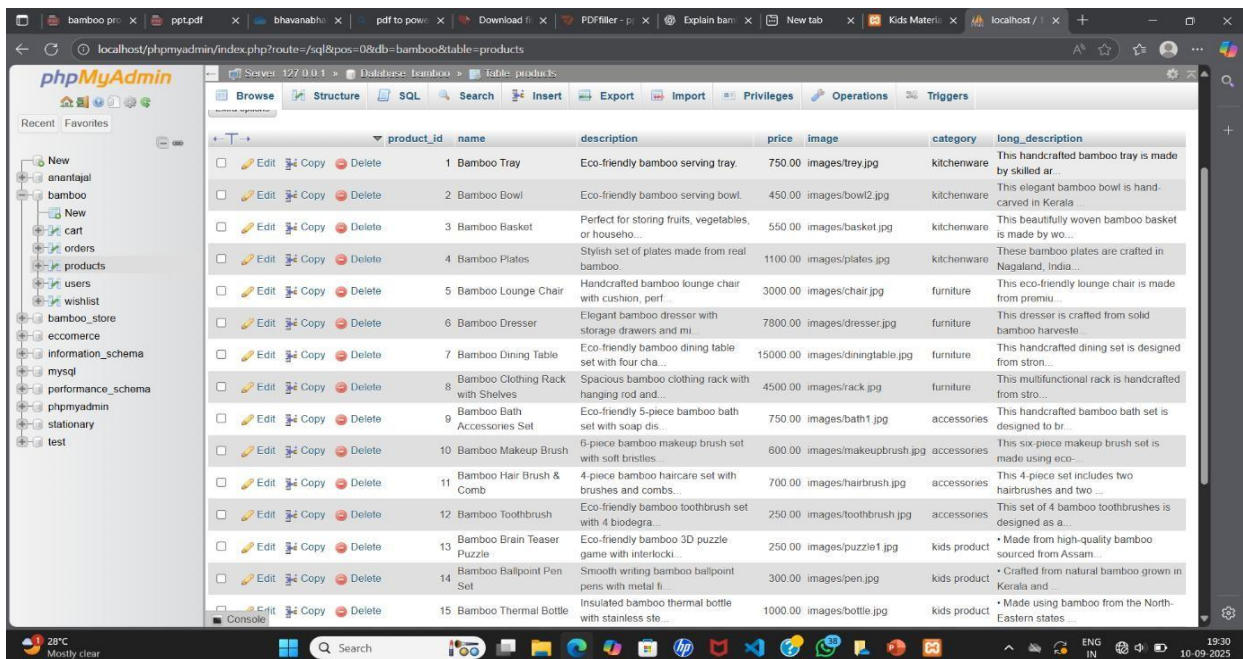 bamboo pro
ppt.pdf
bhavanabha
pdf to powe
Download fi
PDFfiller - p
Explain bam
New tab
Kids Materia
localhost / 1
localhost/phpmyadmin/index.php?route=/sql&pos=0&db=bamboo&table=products
phpMyAdmin
Recent Favorites
New
anantajal
bamboo
New
cart
orders
products
users
wishlist
bamboo_store
eccomerce
information_schema
mysql
performance_schema
phpmyadmin
stationary
test
Server: 127.0.0.1 » Database: bamboo » Table: products
Browse Structure SQL Search Insert Export Import Privileges Operations Triggers
Extra options
product_id name description price image category long_description
Edit Copy Delete 1 Bamboo Tray Eco-friendly bamboo serving tray. 750.00 images/trey.jpg kitchenware This handcrafted bamboo tray is made
by skilled ar...
Edit Copy Delete 2 Bamboo Bowl Eco-friendly bamboo serving bowl. 450.00 images/bowl2.jpg kitchenware This elegant bamboo bowl is hand-
carved in Kerala ...
Edit Copy Delete 3 Bamboo Basket Perfect for storing fruits, vegetables, 550.00 images/basket.jpg kitchenware This beautifully woven bamboo basket
or househo... is made by wo...
Edit Copy Delete 4 Bamboo Plates Stylish set of plates made from real 1100.00 images/plates.jpg kitchenware These bamboo plates are crafted in
bamboo. Nagaland, India...
Edit Copy Delete 5 Bamboo Lounge Chair Handcrafted bamboo lounge chair 3000.00 images/chair.jpg furniture This eco-friendly lounge chair is made
with cushion, perf... from premiu...
Edit Copy Delete 6 Bamboo Dresser Elegant bamboo dresser with 7800.00 images/dresser.jpg furniture This dresser is crafted from solid
storage drawers and mi... bamboo harveste...
Edit Copy Delete 7 Bamboo Dining Table Eco-friendly bamboo dining table 15000.00 images/diningtable.jpg furniture This handcrafted dining set is designed
set with four cha... from stron...
Edit Copy Delete 8 Bamboo Clothing Rack Spacious bamboo clothing rack with 4500.00 images/rack.jpg furniture This multifunctional rack is handcrafted
with Shelves hanging rod and... from stro...
Edit Copy Delete 9 Bamboo Bath Eco-friendly 5-piece bamboo bath 750.00 images/bath1.jpg accessories This handcrafted bamboo bath set is
Accessories Set set with soap dis... designed to br...
Edit Copy Delete 10 Bamboo Makeup Brush 6-piece bamboo makeup brush set 600.00 images/makeupbrush.jpg accessories This six-piece makeup brush set is
with soft bristles... made using eco-...
Edit Copy Delete 11 Bamboo Hair Brush & 4-piece bamboo haircare set with 700.00 images/hairbrush.jpg accessories This 4-piece set includes two
Comb brushes and combs... hairbrushes and two ...
Edit Copy Delete 12 Bamboo Toothbrush Eco-friendly bamboo toothbrush set 250.00 images/toothbrush.jpg accessories This set of 4 bamboo toothbrushes is
with 4 biodegra... designed as a...
Edit Copy Delete 13 Bamboo Brain Teaser Eco-friendly bamboo 3D puzzle 250.00 images/puzzle1.jpg kids product • Made from high-quality bamboo
Puzzle game with interlocki... sourced from Assam...
Edit Copy Delete 14 Bamboo Ballpoint Pen Smooth writing bamboo ballpoint 300.00 images/pen.jpg kids product • Crafted from natural bamboo grown in
Set pens with metal fi... Kerala and ...
Edit Copy Delete 15 Bamboo Thermal Bottle Insulated bamboo thermal bottle 1000.00 images/bottle.jpg kids product • Made using bamboo from the North-
with stainless ste... Eastern states ...
Console
28°C
Mostly clear
Search
38
ENG
IN
19:30
10-09-2025